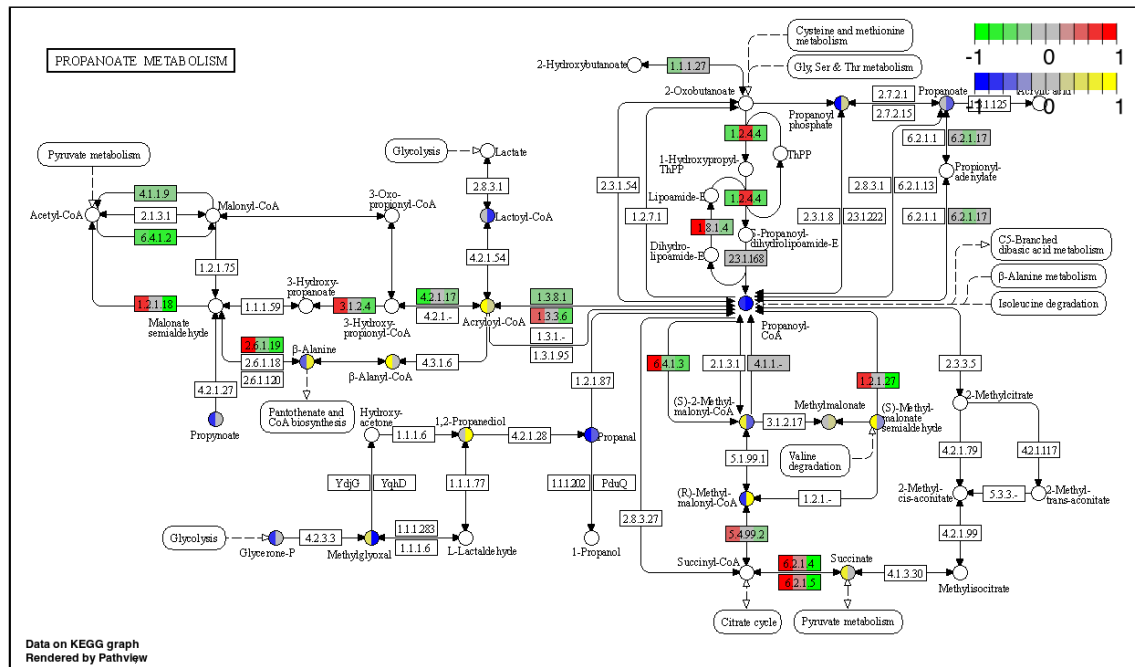 PROPANOATE METABOLISM
Cysteine and methionine
metabolism
Gly, Ser & Thr metabolism
-1 0 1
-1 0 1
2-Hydroxybutanoate
1.1.1.27
2-Oxobutanoate
Propanoyl
phosphate
2.7.2.1
2.7.2.15
Propanoate
1.3.1.125
Acrylic acid
Pyruvate metabolism
Glycolysis
Lactate
1.2.4.4
ThPP
1-Hydroxypropyl-
ThPP
6.2.1.1
6.2.1.17
Propionyl-
adenylate
2.8.3.1
3-Oxo-
propionyl-CoA
Lipoamide-E
2.3.1.54
2.8.3.1
6.2.1.13
4.1.1.9
Acetyl-CoA
2.1.3.1
Malonyl-CoA
6.4.1.2
Lactoyl-CoA
1.2.4.4
1.2.7.1
1.8.1.4
2.3.1.8
2.3.1.222
6.2.1.1
6.2.1.17
Dihydro-
lipoamide-E
S-Propanoyl-
dihydrolipoamide-E
C5-Branched
dibasic acid metabolism
4.2.1.54
2.3.1.168
β-Alanine metabolism
1.2.1.75
3-Hydroxy-
propanoate
Isoleucine degradation
1.2.1.18
Malonate
semialdehyde
1.1.1.59
3.1.2.4
3-Hydroxy-
propionyl-CoA
4.2.1.17
4.2.1.-
Acryloyl-CoA
1.3.8.1
1.3.3.6
1.3.1.-
1.3.1.95
Propanoyl-
CoA
2.6.1.19
2.6.1.18
2.6.1.120
β-Alanine
β-Alanyl-CoA
4.3.1.6
6.4.1.3
2.1.3.1
4.1.1.-
1.2.1.27
2.3.3.5
1.2.1.87
4.2.1.27
Propynoate
Pantothenate and
CoA biosynthesis
Hydroxy-
acetone
1.1.1.6
1,2-Propanediol
4.2.1.28
Propanal
(S)-2-Methyl-
malonyl-CoA
3.1.2.17
Methylmalonate
(S)-Methyl-
malonate
semialdehyde
2-Methylcitrate
Valine
degradation
5.1.99.1
4.2.1.79
4.2.1.117
YdjG
YqhD
1.1.1.77
1.1.1.202
PduQ
(R)-Methyl-
malonyl-CoA
1.2.1.-
2-Methyl-
cis-aconitate
5.3.3.-
2-Methyl-
trans-aconitate
2.8.3.27
Glycolysis
Glycerone-P
4.2.3.3
Methylglyoxal
1.1.1.283
1.1.1.6
L-Lactaldehyde
1-Propanol
5.4.99.2
4.2.1.99
Succinyl-CoA
6.2.1.4
6.2.1.5
Succinate
4.1.3.30
Methylisocitrate
Citrate cycle
Pyruvate metabolism
Data on KEGG graph
Rendered by Pathview